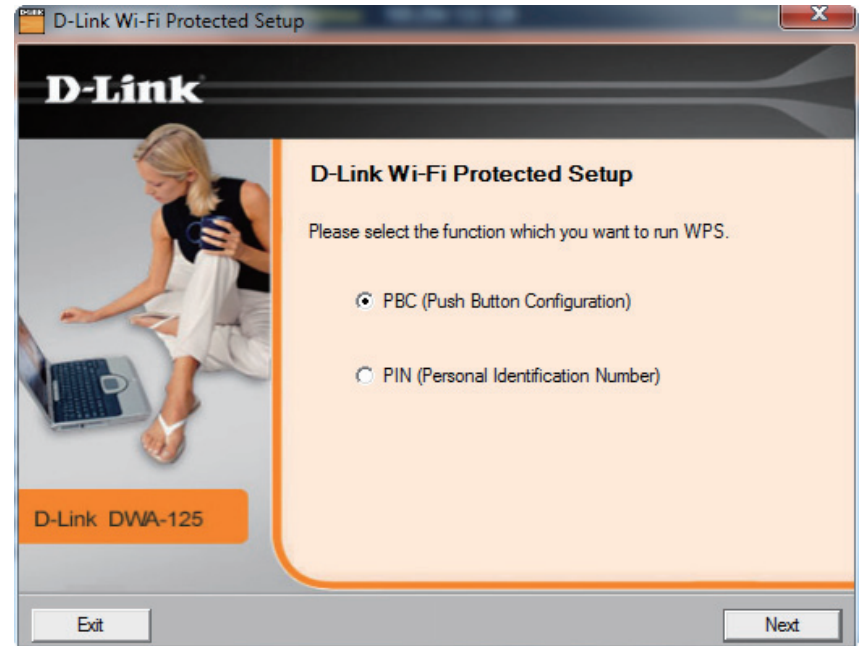 D-Link Wi-Fi Protected Setup
D-Link
D-Link Wi-Fi Protected Setup
Please select the function which you want to run WPS.
PBC (Push Button Configuration)
PIN (Personal Identification Number)
D-Link DWA-125
Exit
Next